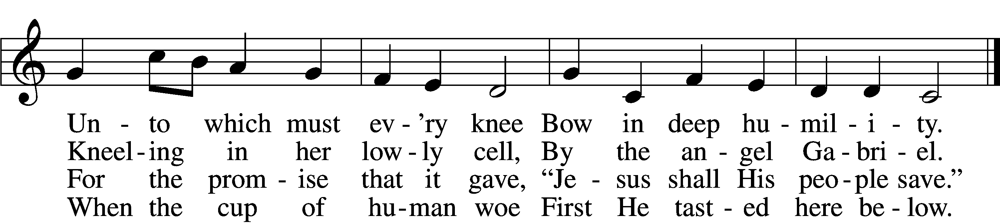 Un - to which must ev - ’ry knee Bow in deep hu - mil - i - ty.
Kneel - ing in her low - ly cell, By the an - gel Ga - bri - el.
For the prom - ise that it gave, “Je - sus shall His peo - ple save.”
When the cup of hu - man woe First He tast - ed here be - low.